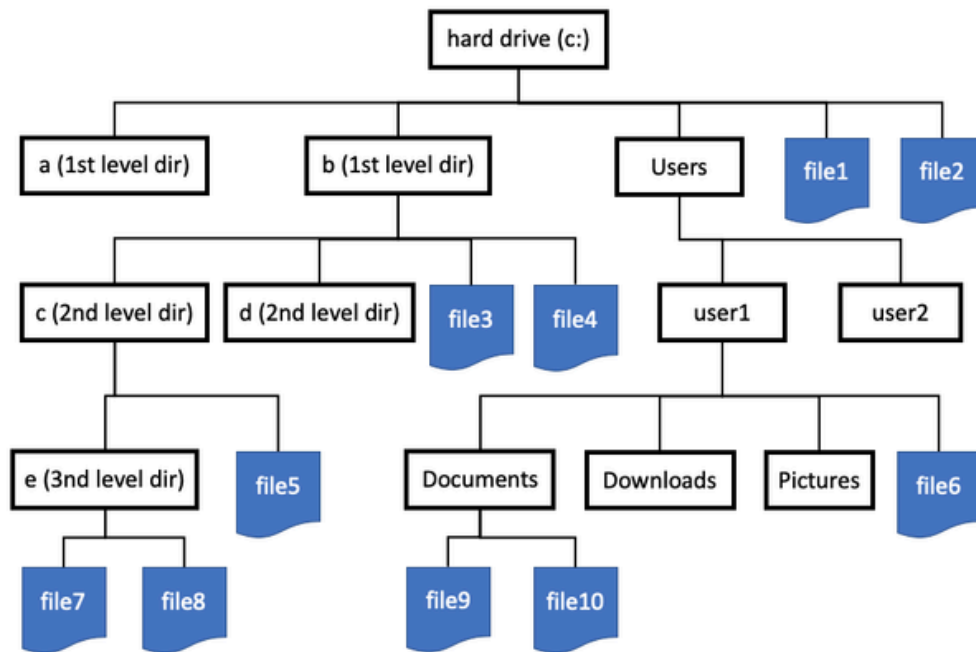 hard drive (c:)
a (1st level dir)
b (1st level dir)
Users
file1
file2
c (2nd level dir)
d (2nd level dir)
file3
file4
user1
user2
e (3nd level dir)
file5
Documents
Downloads
Pictures
file6
file7
file8
file9
file10